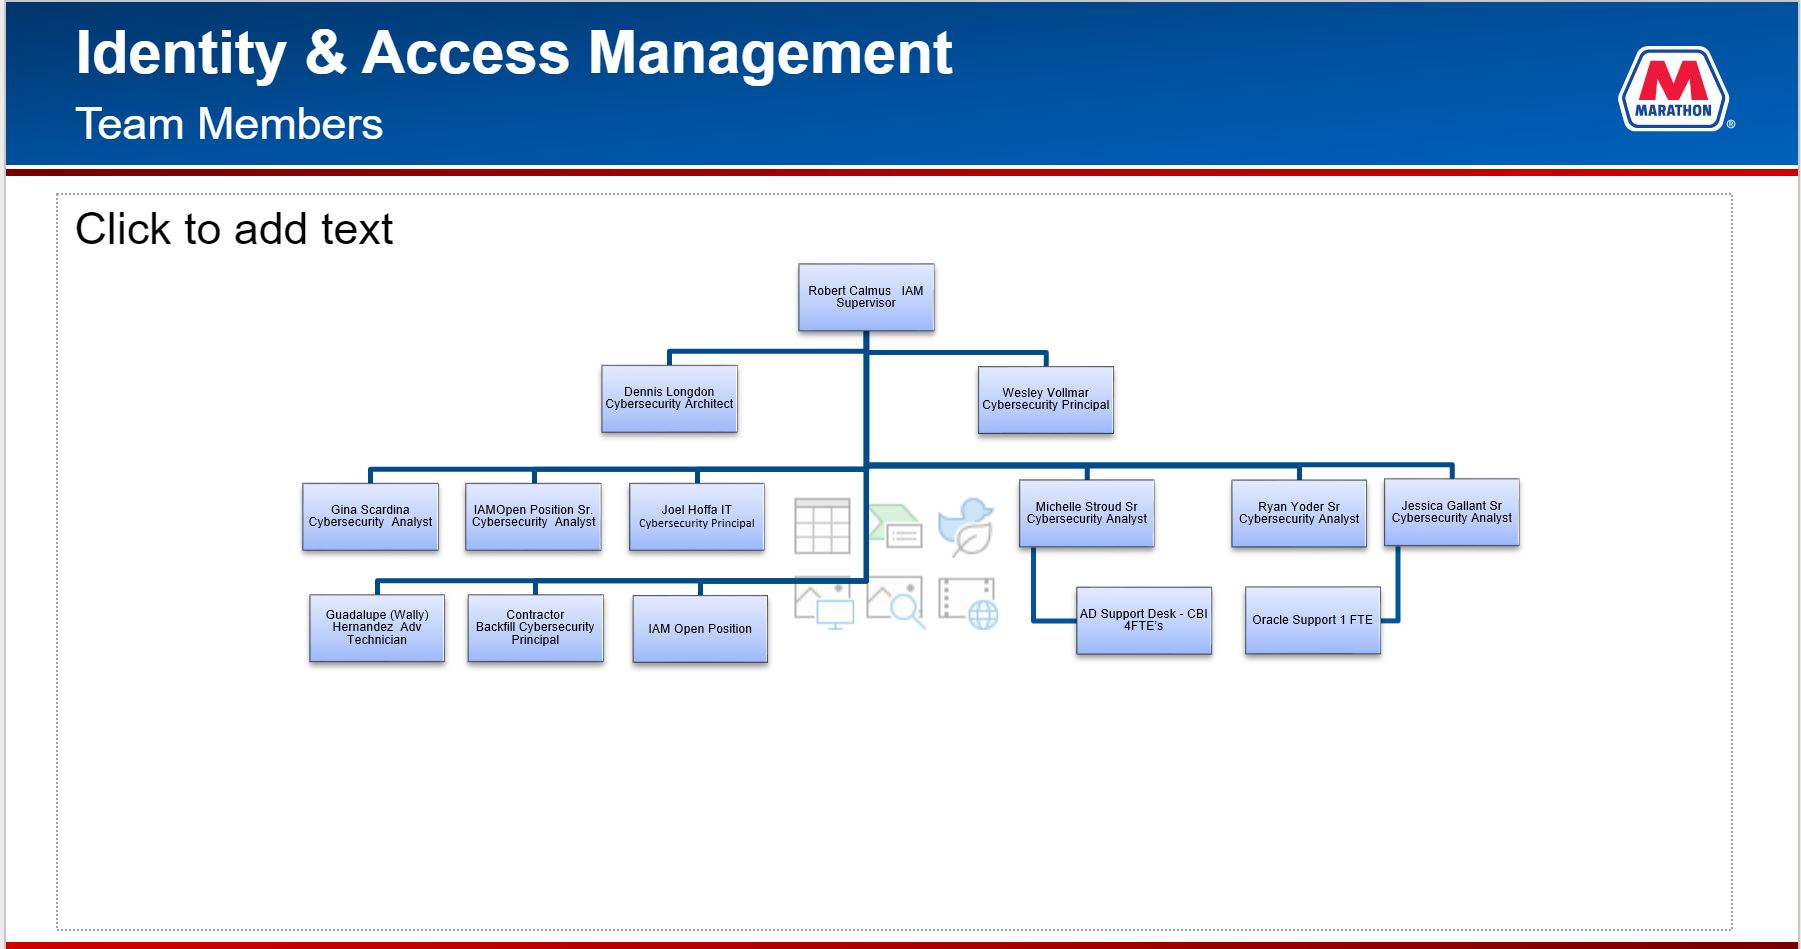 Identity & Access Management
Team Members
MARATHON
®
Click to add text
Robert Calmus   IAM
Supervisor
Dennis Longdon
Cybersecurity Architect
Wesley Vollmar
Cybersecurity Principal
Gina Scardina
Cybersecurity  Analyst
IAMOpen Position Sr.
Cybersecurity  Analyst
Joel Hoffa IT
Cybersecurity Principal
Michelle Stroud Sr
Cybersecurity Analyst
Ryan Yoder Sr
Cybersecurity Analyst
Jessica Gallant Sr
Cybersecurity Analyst
Guadalupe (Wally)
Hernandez  Adv
Technician
Contractor
Backfill Cybersecurity
Principal
IAM Open Position
AD Support Desk - CBI
4FTE's
Oracle Support 1 FTE